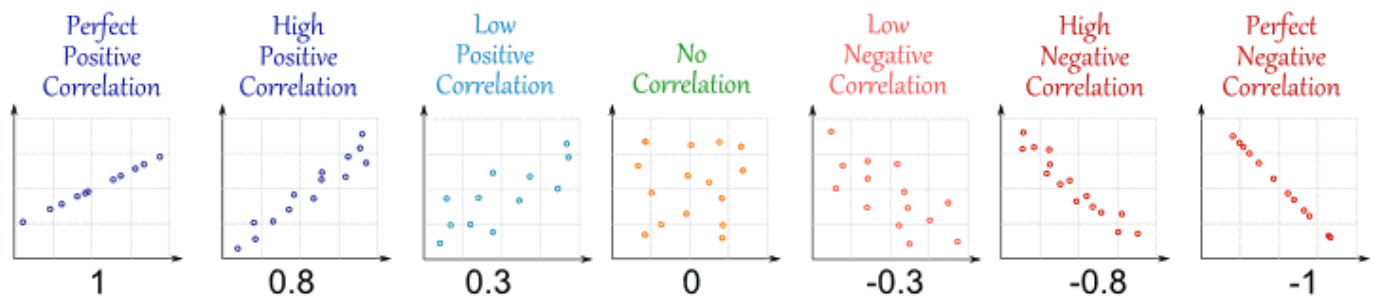 Perfect
Positive
Correlation
High
Positive
Correlation
Low
Positive
Correlation
No
Correlation
Low
Negative
Correlation
High
Negative
Correlation
Perfect
Negative
Correlation
1
0.8
0.3
0
-0.3
-0.8
-1